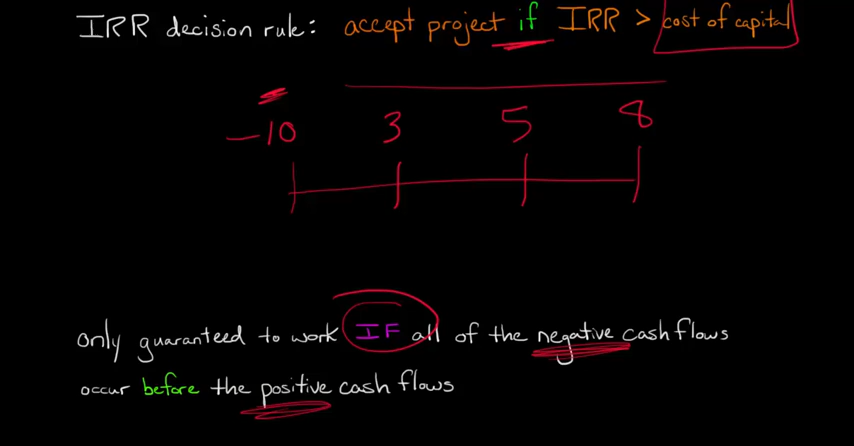 IRR decision rule: accept project if IRR > cost of capital
-10 3 5 8
only guaranteed to work IF all of the negative cash flows
occur before the positive cash flows